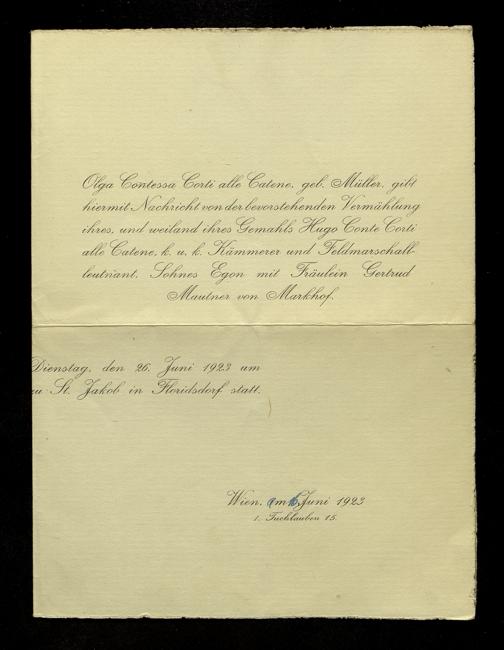 Olga Contessa Corti alle Catene, geb. Müller, gibt
hiermit Nachricht von der bevorstehenden Vermählung
ihres, und weiland ihres Gemahls Hugo Conte Corti
alle Catene, k. u. k. Kämmerer und Feldmarschall-
leutnant, Sohnes Egon mit Fräulein Gertrud
Mautner von Markhof.
Dienstag, den 26. Juni 1923 um
zu St. Jakob in Floridsdorf statt.
Wien, am Juni 1923
1. Tuchlauben 15.